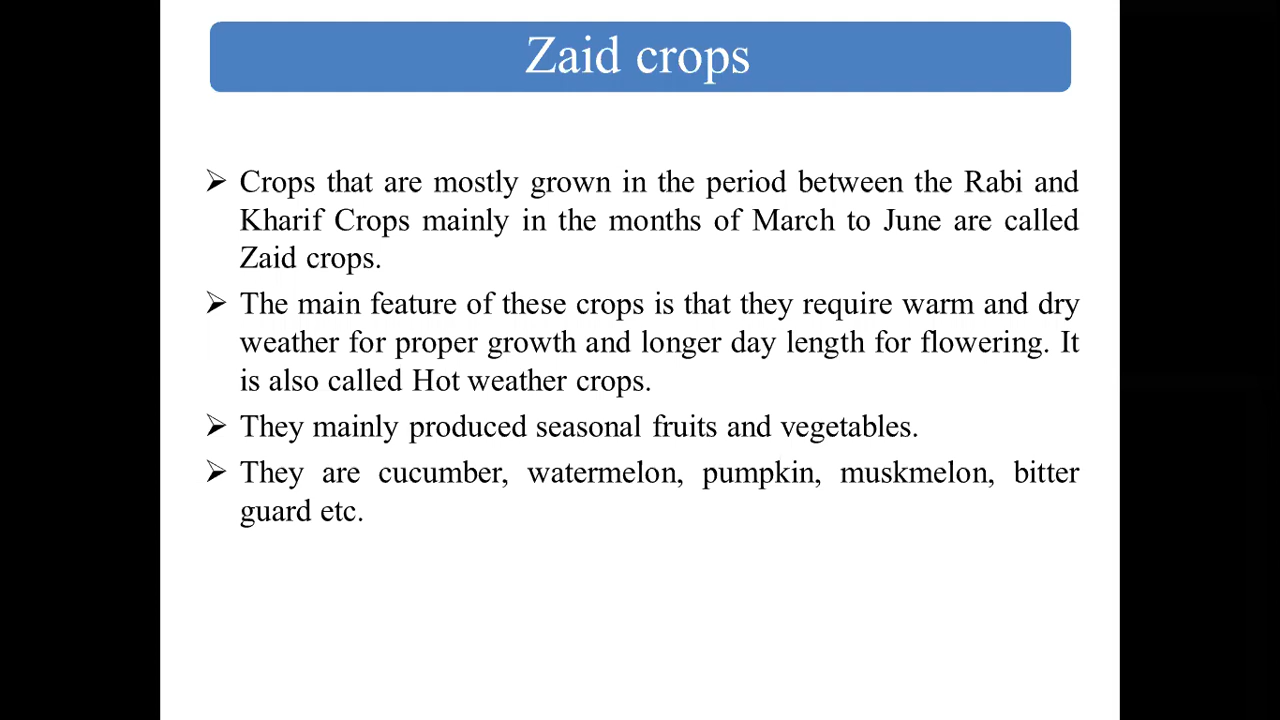 Zaid crops
➢ Crops that are mostly grown in the period between the Rabi and
Kharif Crops mainly in the months of March to June are called
Zaid crops.
➢ The main feature of these crops is that they require warm and dry
weather for proper growth and longer day length for flowering. It
is also called Hot weather crops.
➢ They mainly produced seasonal fruits and vegetables.
➢ They are cucumber, watermelon, pumpkin, muskmelon, bitter
guard etc.